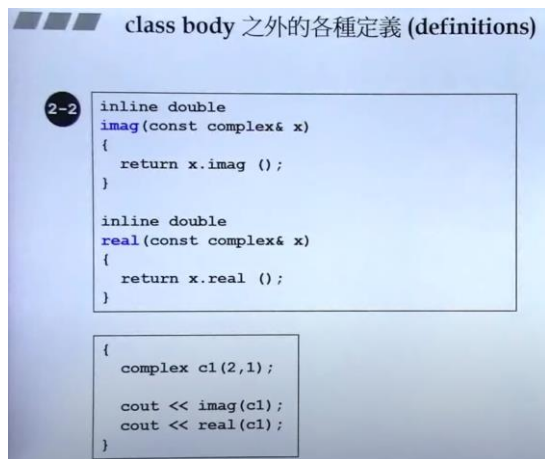 class body 之外的各種定義 (definitions)
2-2
inline double
imag(const complex& x)
{
  return x.imag ();
}
inline double
real(const complex& x)
{
  return x.real ();
}
{
  complex c1(2,1);
  cout << imag(c1);
  cout << real(c1);
}